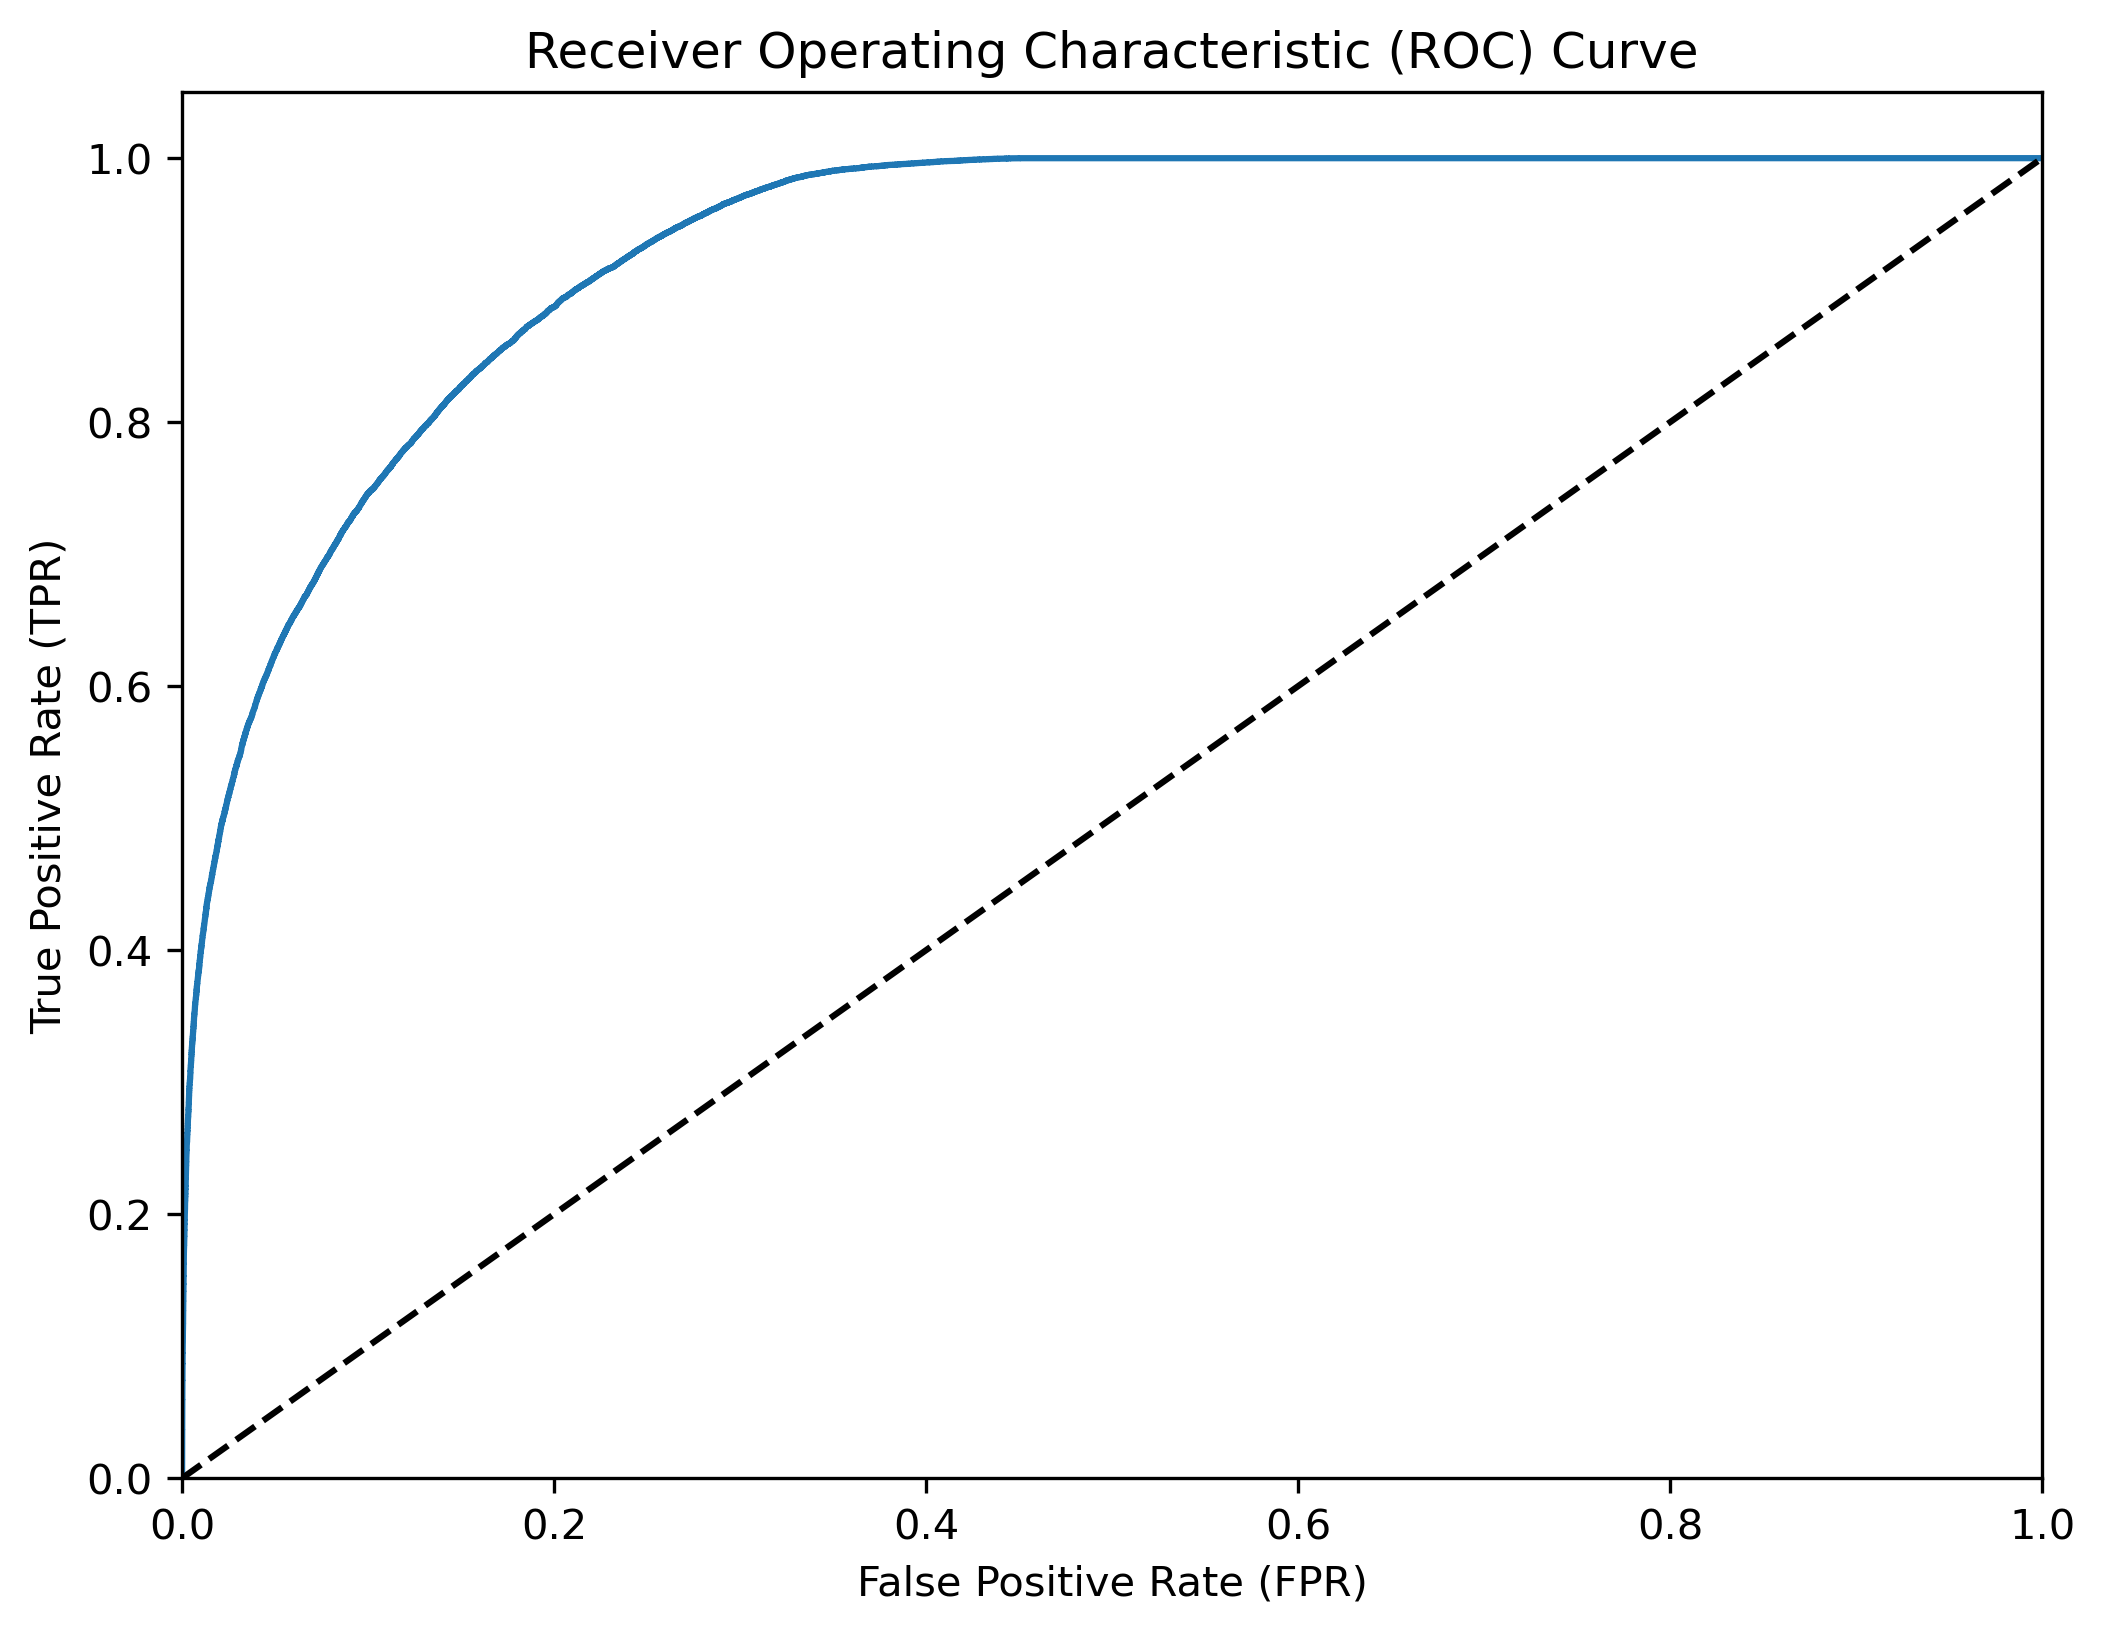 Receiver Operating Characteristic (ROC) Curve
1.0
0.8
0.6
0.4
0.2
0.0
True Positive Rate (TPR)
0.0 0.2 0.4 0.6 0.8 1.0
False Positive Rate (FPR)